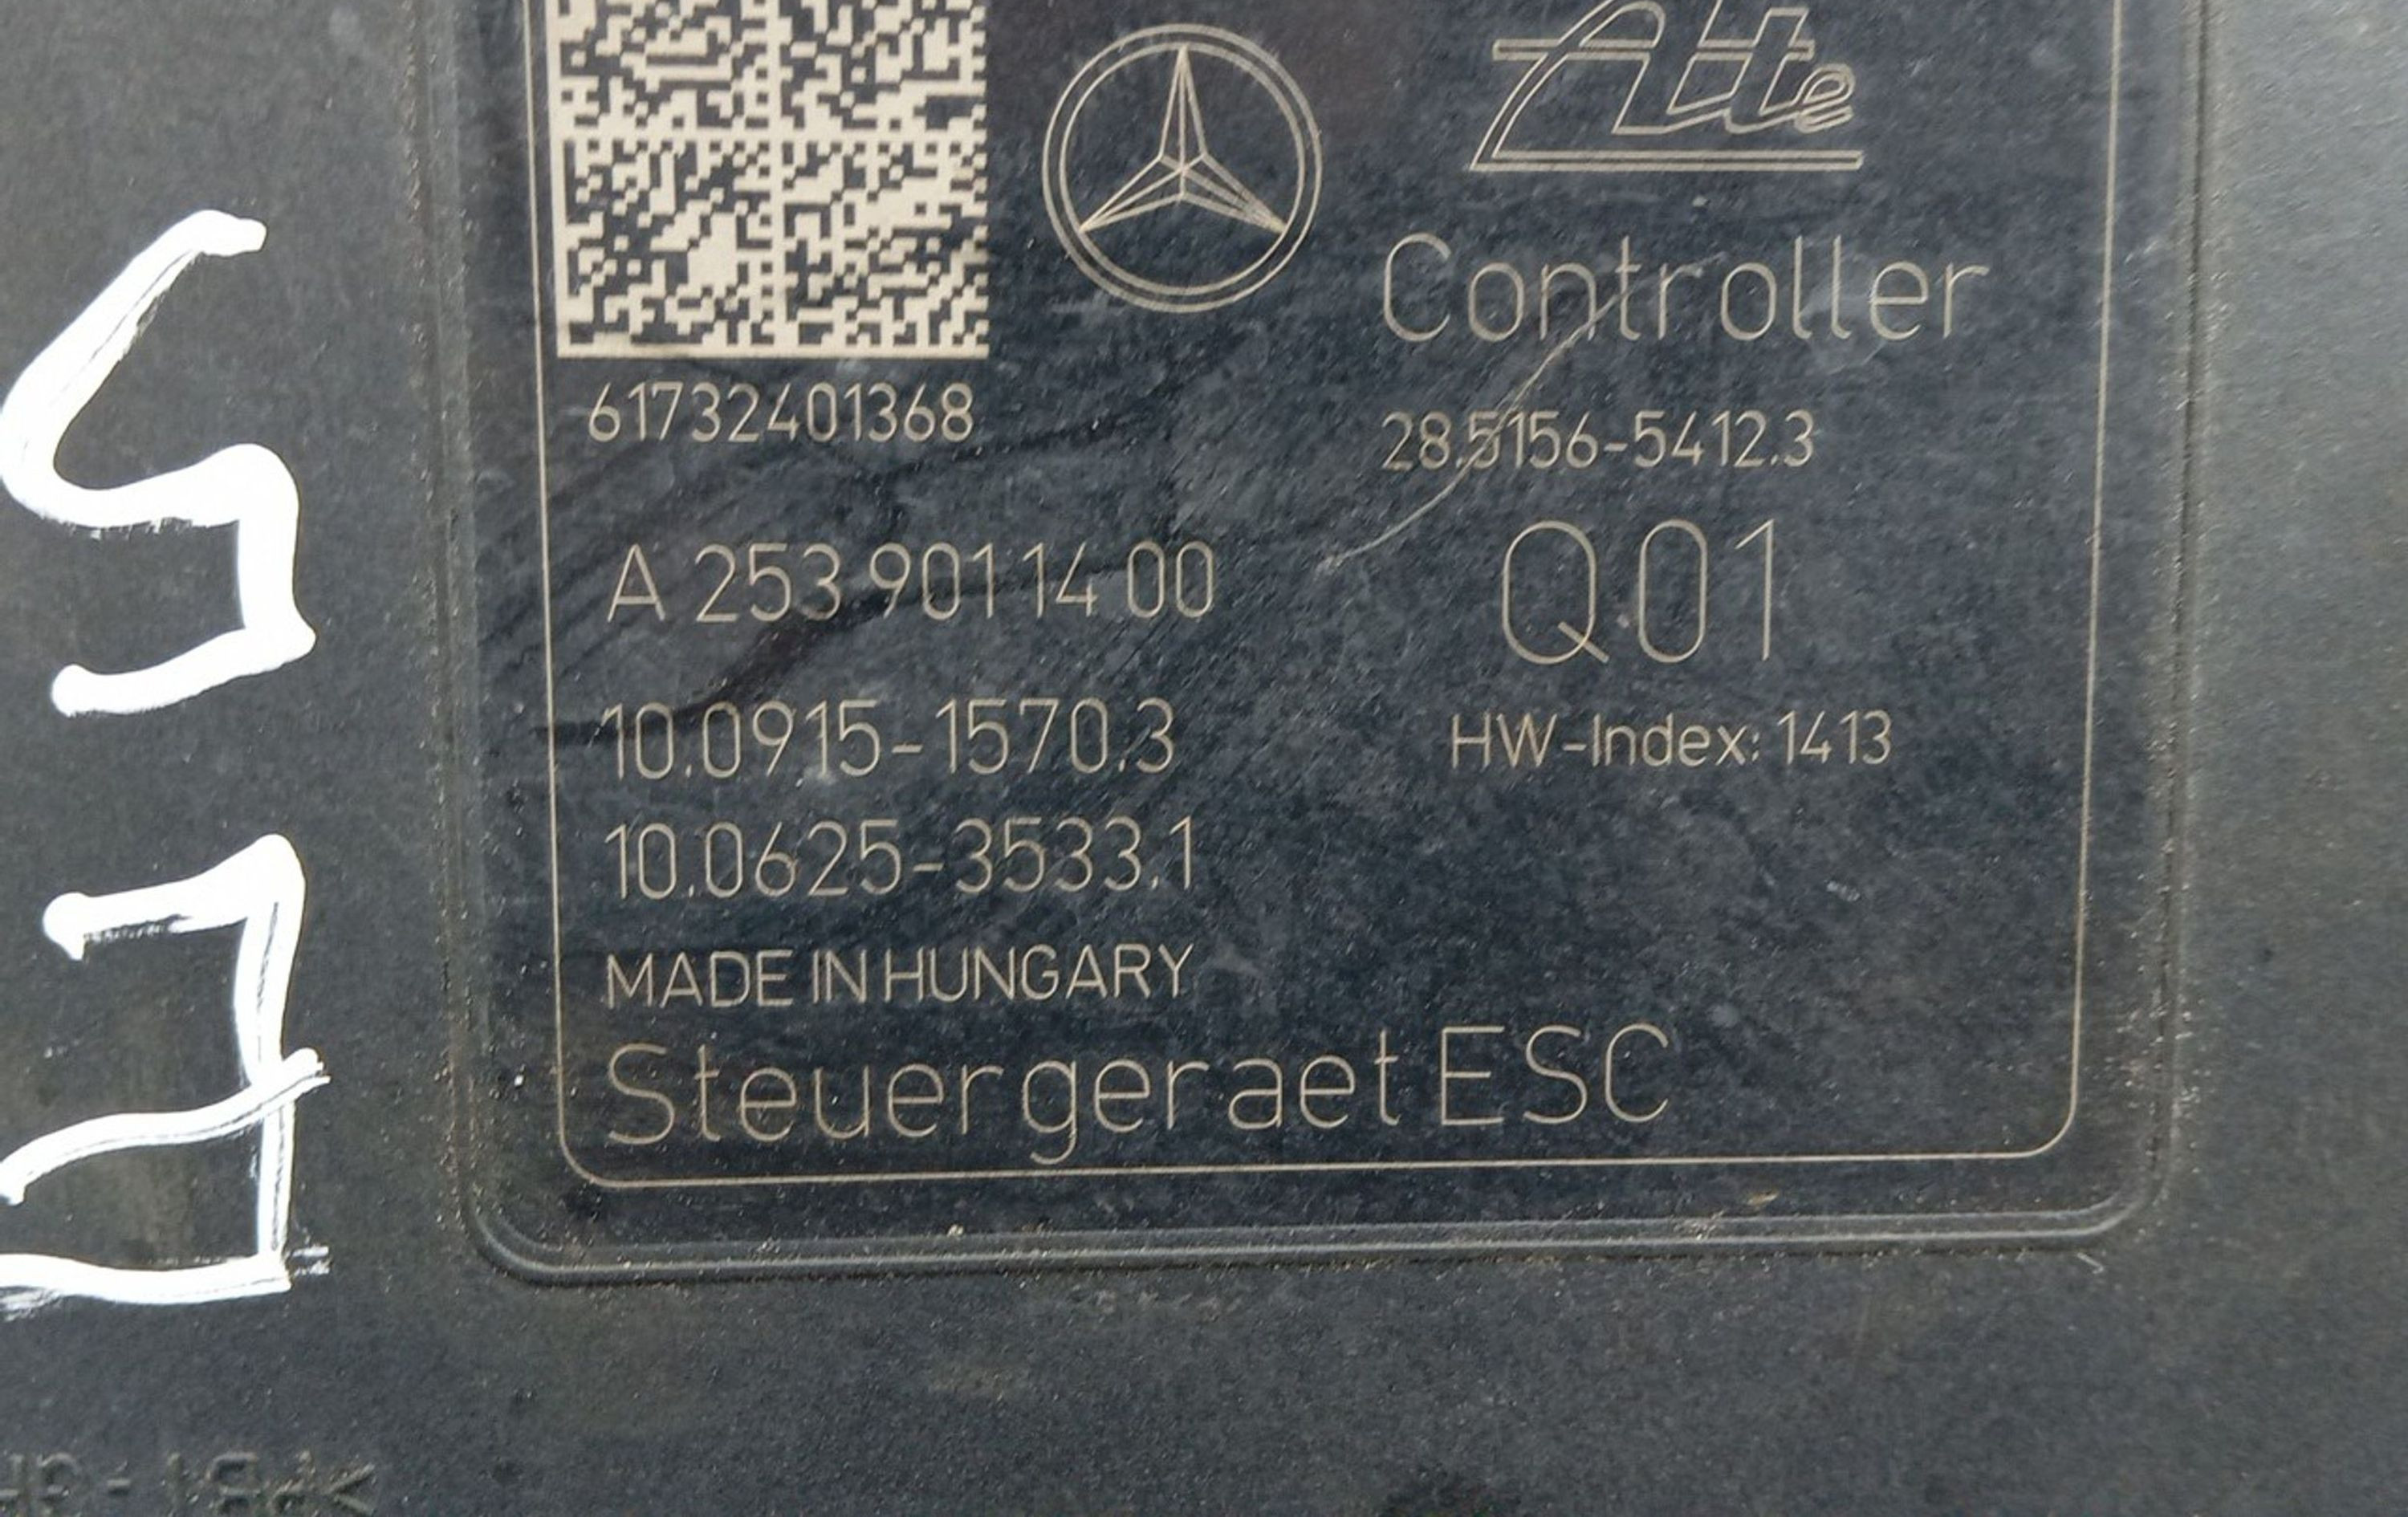 Ate
Controller
61732401368
28.5156-5412.3
A 253 901 14 00
Q01
10.0915-1570.3
HW-Index: 1413
10.0625-3533.1
MADE IN HUNGARY
Steuergeraet ESC